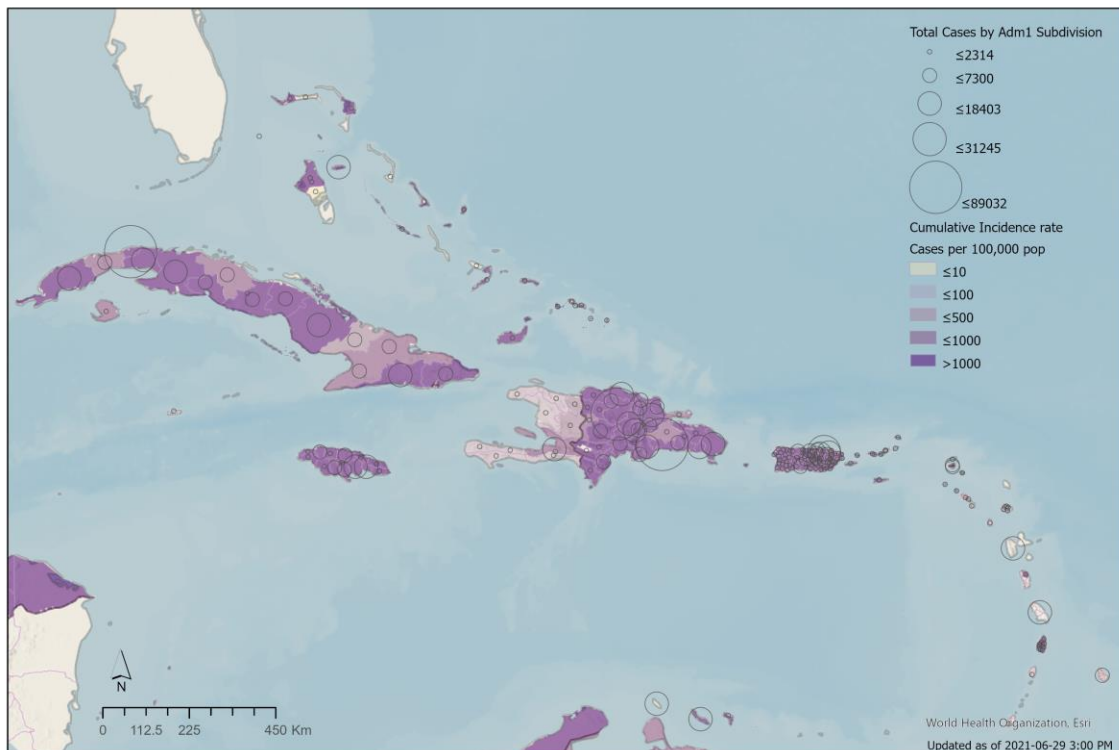 Total Cases by Adm1 Subdivision
≤2314
≤7300
≤18403
≤31245
≤89032
Cumulative Incidence rate
Cases per 100,000 pop
≤10
≤100
≤500
≤1000
>1000
N
0 112.5 225 450 Km
World Health Organization, Esri
Updated as of 2021-06-29 3:00 PM